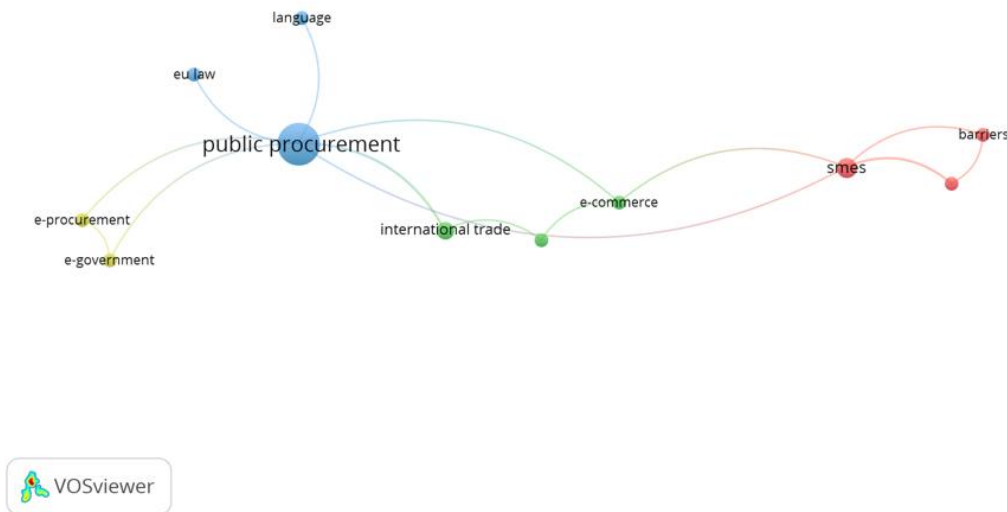 language
eu law
public procurement
barriers
smes
e-commerce
e-procurement
international trade
e-government
VOSviewer